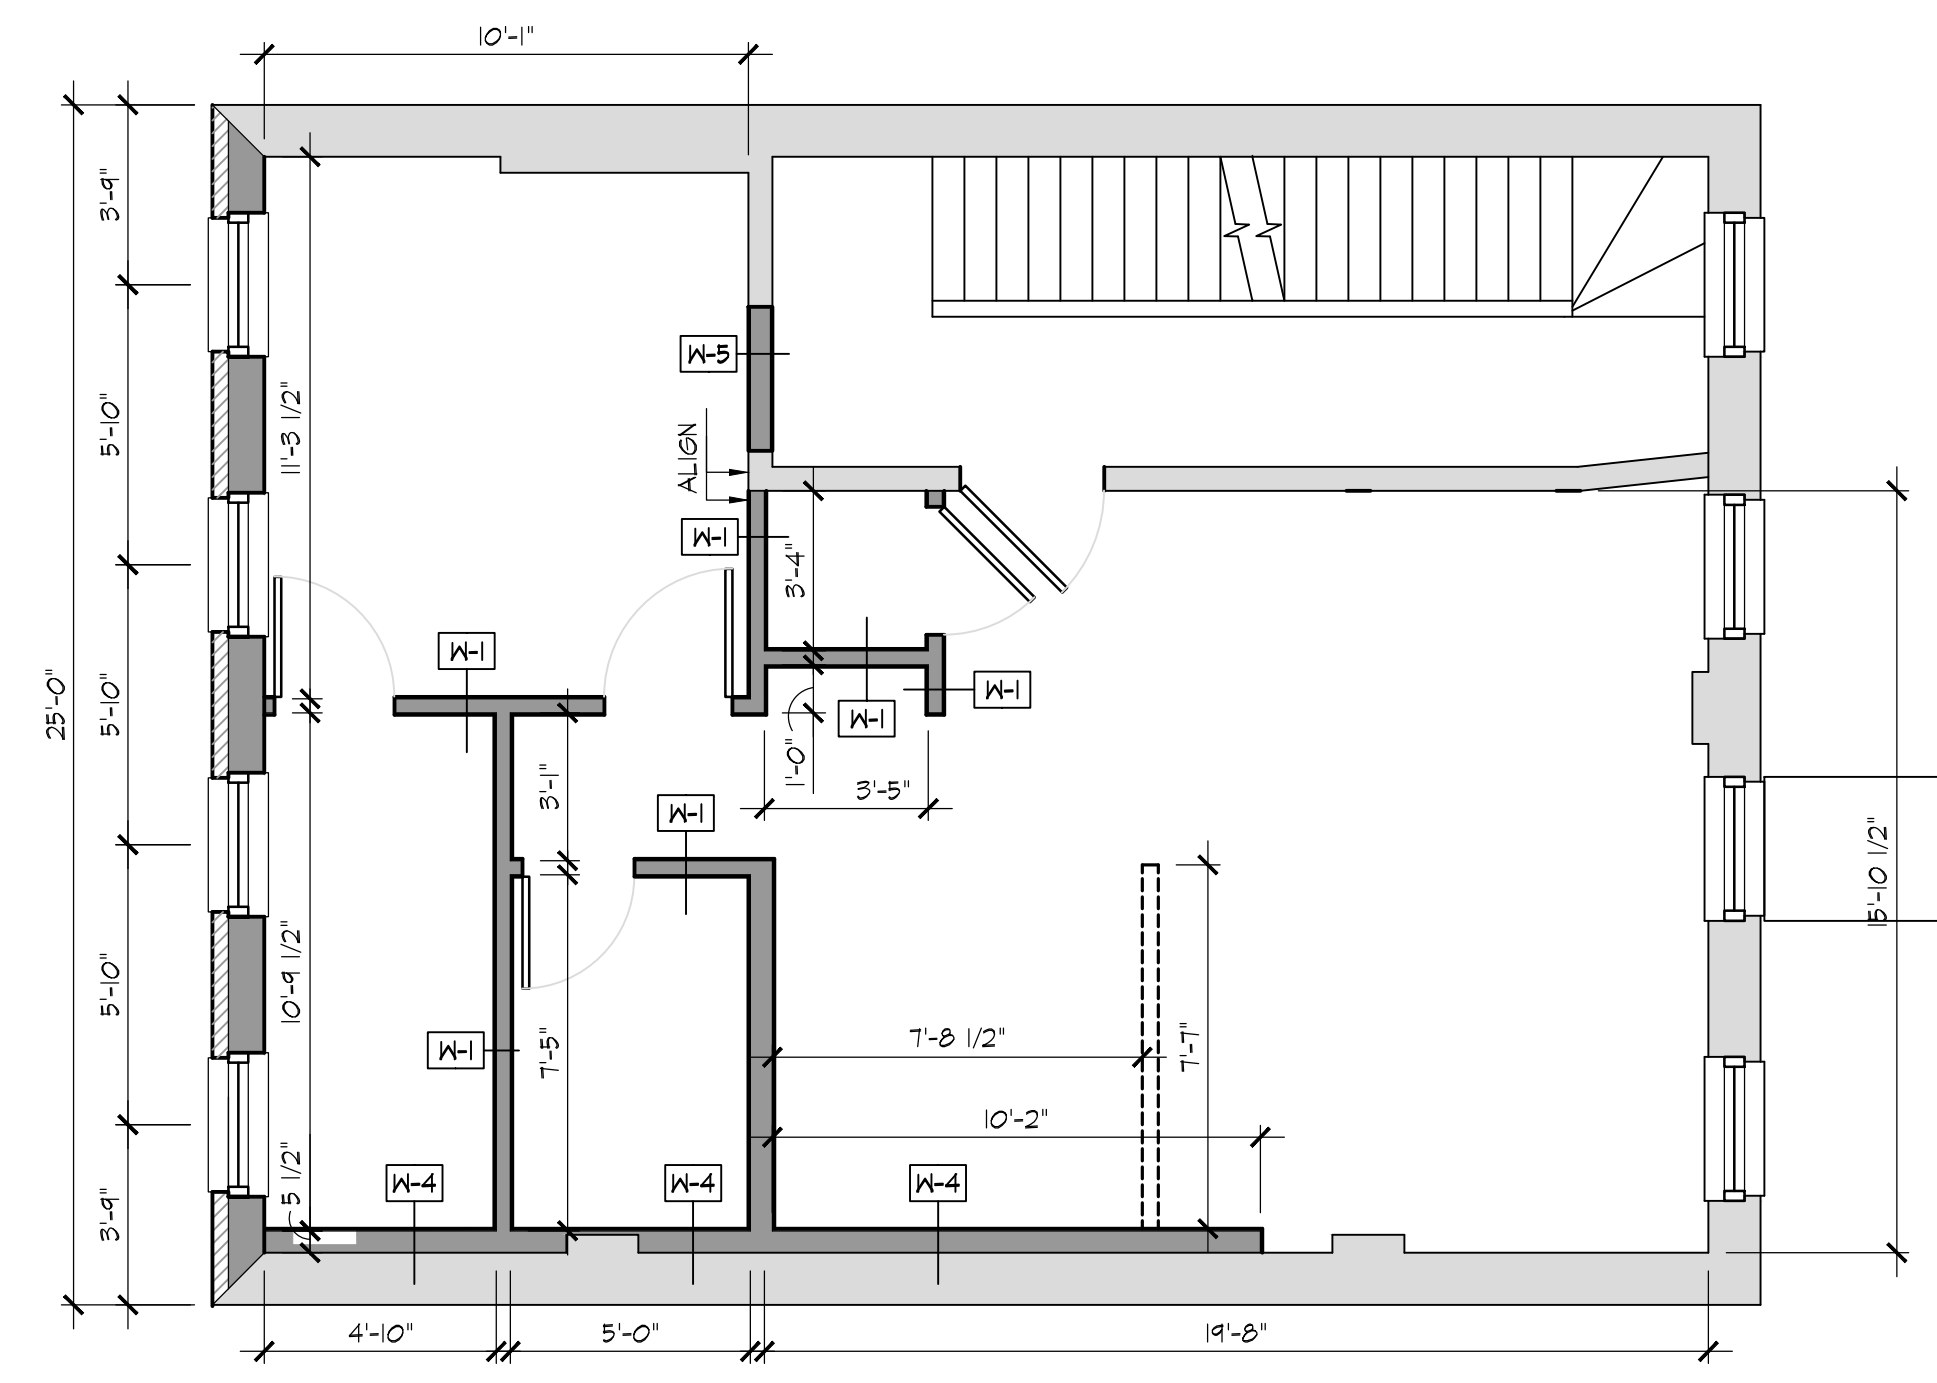 10'-1"
3'-9"
5'-10"
11'-3 1/2"
W-5
ALIGN
W-1
3'-4"
W-1
25'-0"
5'-10"
W-1
W-1
1'-0"
3'-5"
3'-1"
W-1
15'-10 1/2"
5'-10"
10'-9 1/2"
W-1
7'-5"
7'-8 1/2"
7'-7"
10'-2"
3'-9"
5 1/2"
W-4
W-4
W-4
4'-10"
5'-0"
19'-8"